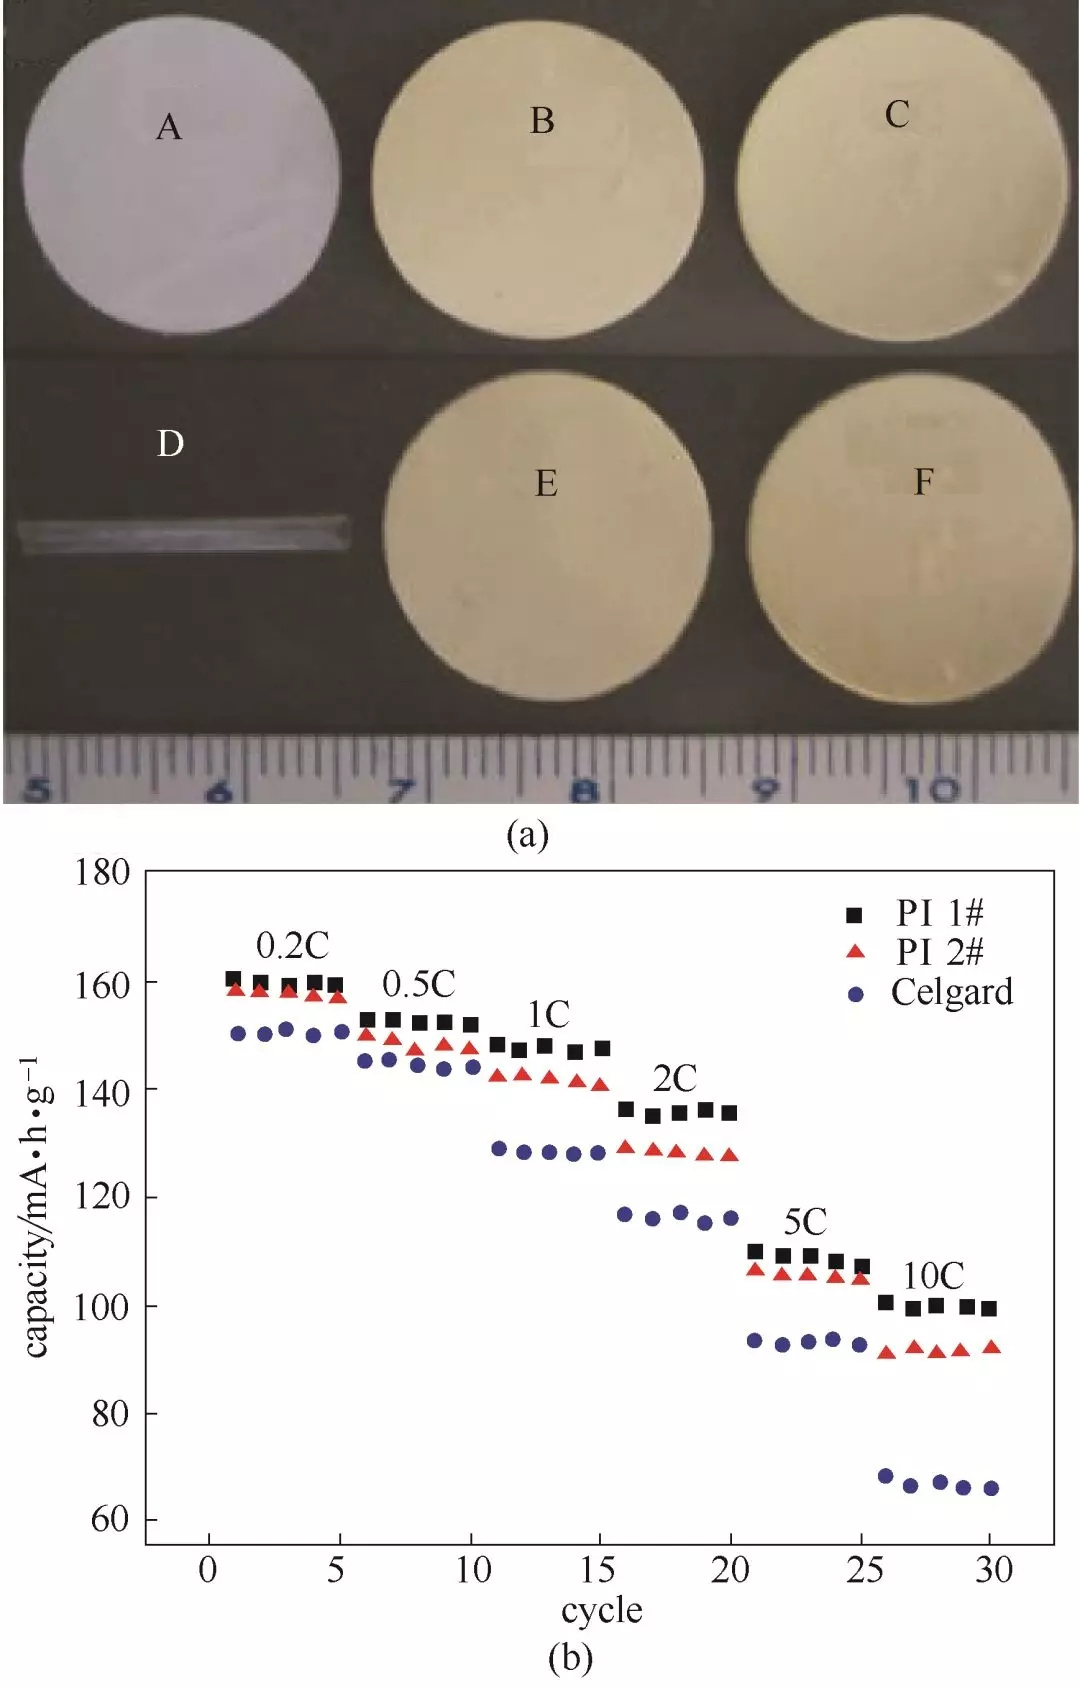 A B C
D E F
5 6 7 8 9 10
(a)
180
160
140
120
100
80
60
capacity/mA•h•g⁻¹
PI 1#
PI 2#
Celgard
0.2C
0.5C
1C
2C
5C
10C
0 5 10 15 20 25 30
cycle
(b)